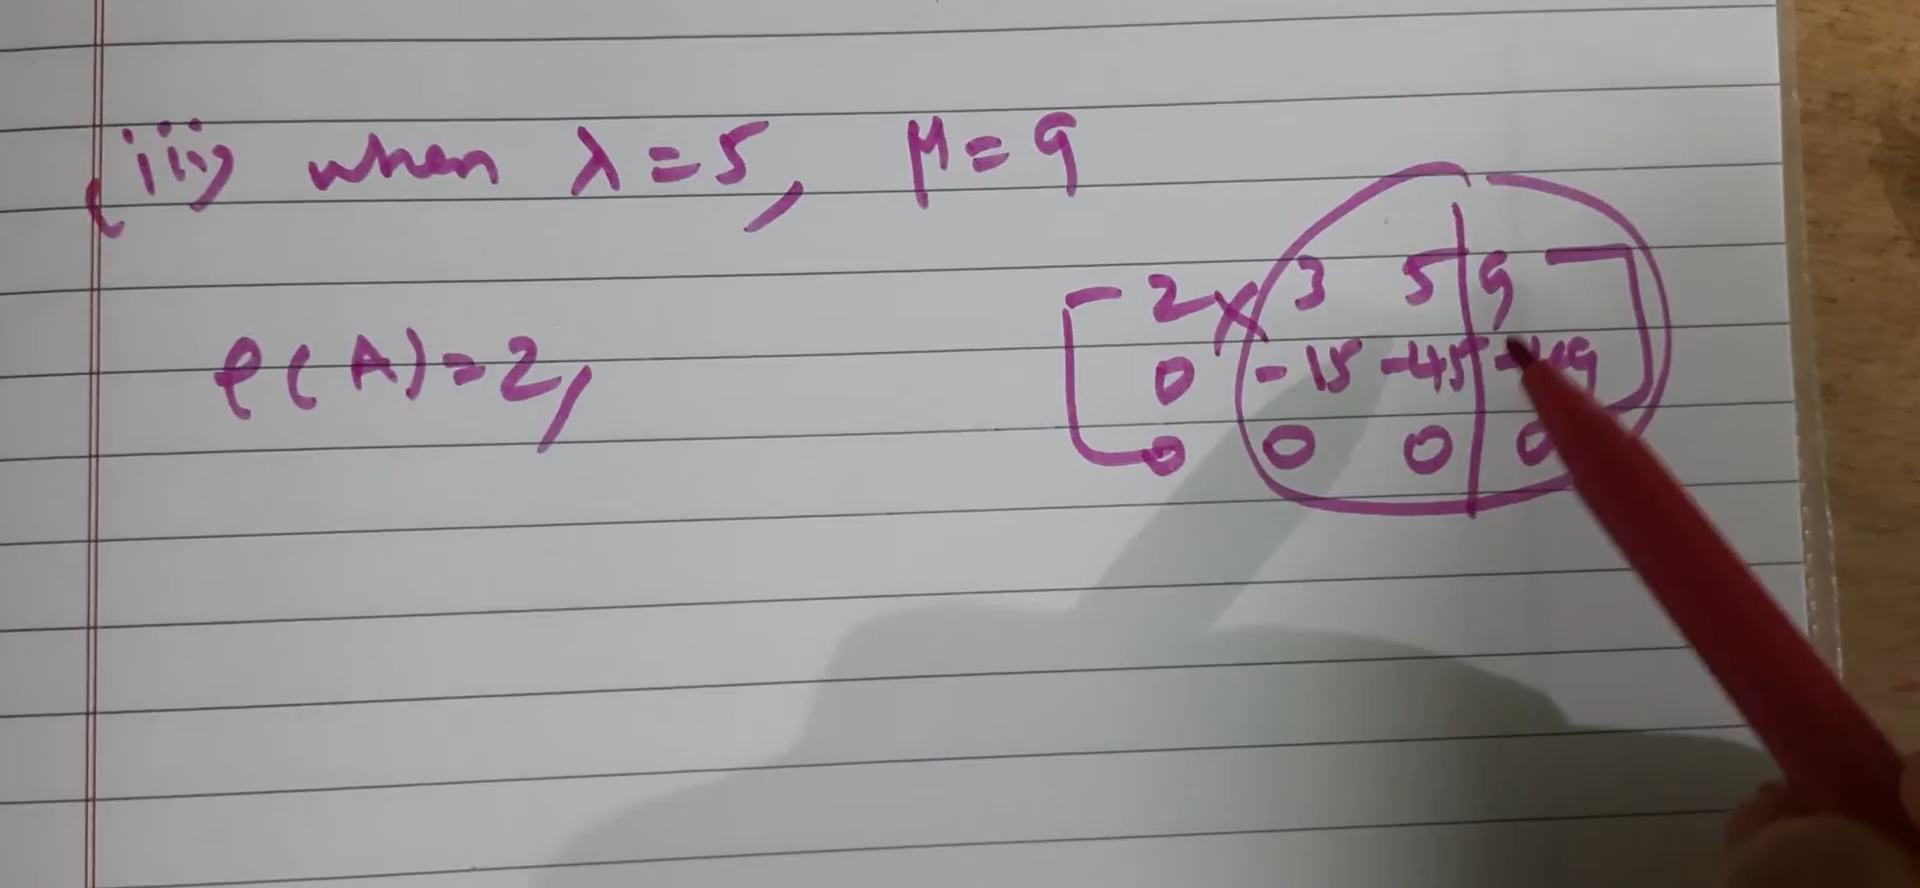 (iii) when λ=5, μ=9
2 3 5 | 9
ρ(A)=2,
0 -15 -45
0 0 0 | 0